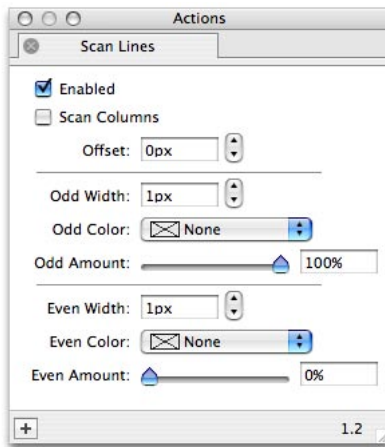 Actions
Scan Lines
Enabled
Scan Columns
Offset: 0px
Odd Width: 1px
Odd Color: None
Odd Amount: 100%
Even Width: 1px
Even Color: None
Even Amount: 0%
1.2